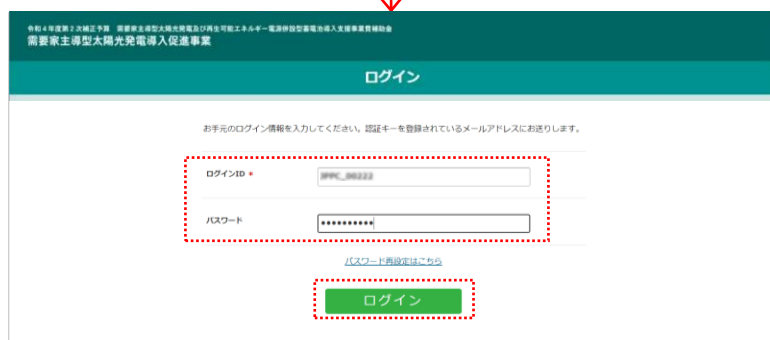 令和4年度第2次補正予算 需要家主導型太陽光発電及び再生可能エネルギー電源併設型蓄電池導入支援事業費補助金
需要家主導型太陽光発電導入促進事業
ログイン
お手元のログイン情報を入力してください。認証キーを登録されているメールアドレスにお送りします。
ログインID *
JPPC_00222
パスワード
••••••••••
パスワード再設定はこちら
ログイン